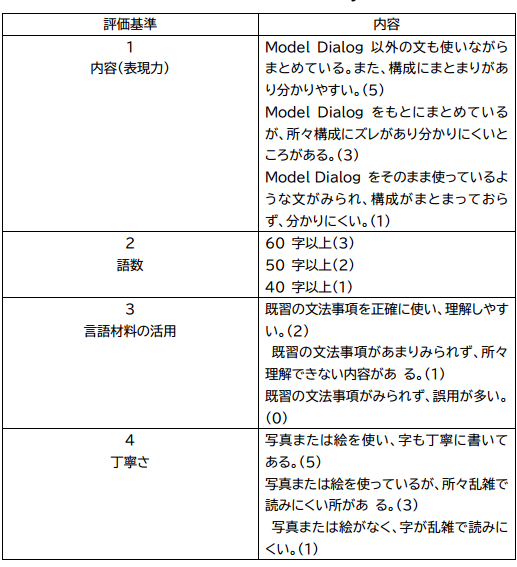 評価基準 内容
1
内容（表現力）
Model Dialog 以外の文も使いながら
まとめている。また、構成にまとまりがあ
り分かりやすい。（5）
Model Dialog をもとにまとめている
が、所々構成にズレがあり分かりにくいと
ころがある。（3）
Model Dialog をそのまま使っているよ
うな文がみられ、構成がまとまっておら
ず、分かりにくい。（1）
2
語数
60 字以上（3）
50 字以上（2）
40 字以上（1）
3
言語材料の活用
既習の文法事項を正確に使い、理解しやす
い。（2）
既習の文法事項があまりみられず、所々
理解できない内容があ る。（1）
既習の文法事項がみられず、誤用が多い。
（0）
4
丁寧さ
写真または絵を使い、字も丁寧に書いて
ある。（5）
写真または絵を使っているが、所々乱雑で
読みにくい所があ る。（3）
写真または絵がなく、字が乱雑で読みに
くい。（1）